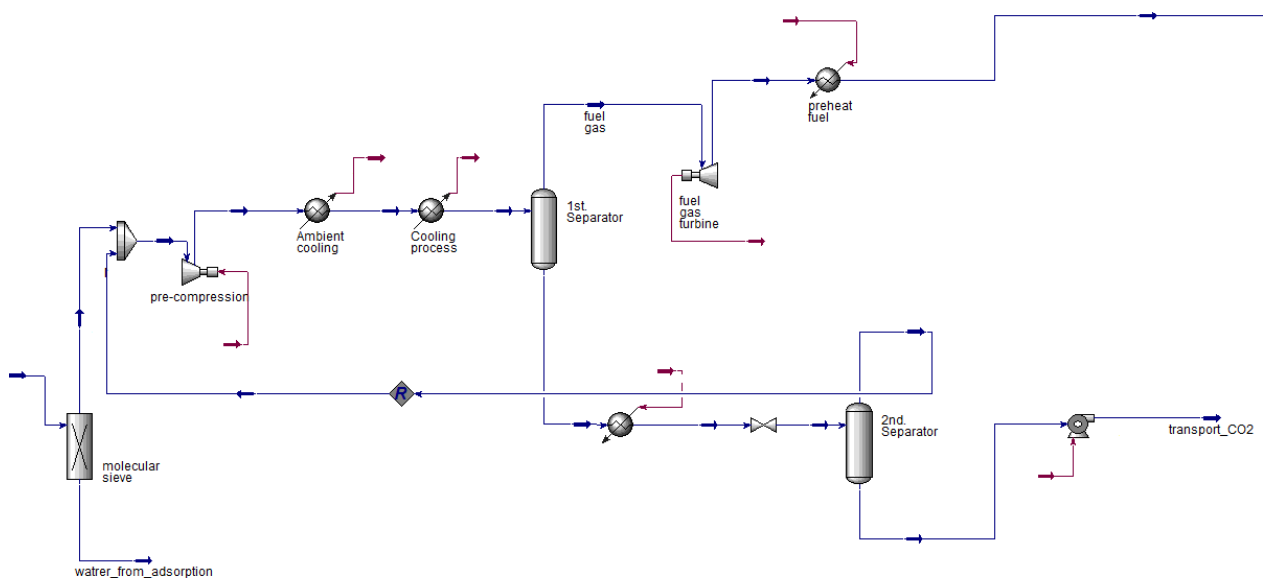 preheat
fuel
fuel
gas
1st.
Separator
fuel
gas
turbine
Ambient
cooling
Cooling
process
pre-compression
R
2nd.
Separator
transport_CO2
molecular
sieve
watrer_from_adsorption